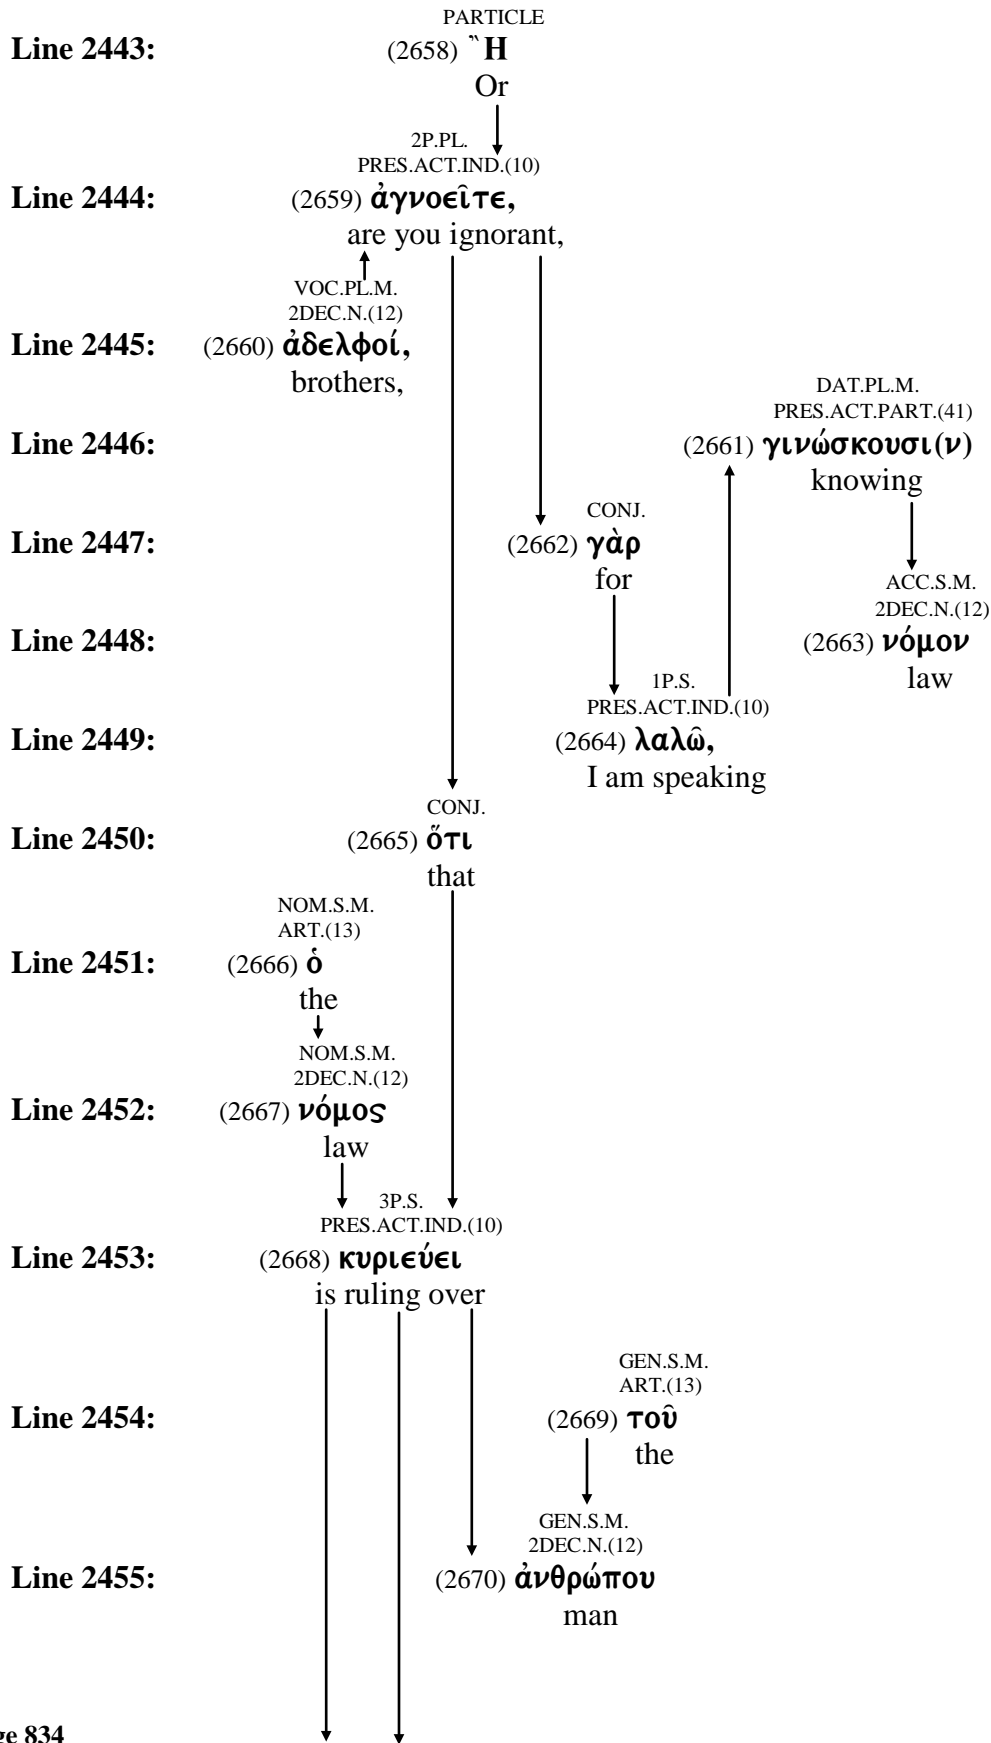 PARTICLE
Line 2443: (2658) Ἢ
Or
2P.PL.
PRES.ACT.IND.(10)
Line 2444: (2659) ἀγνοεῖτε,
are you ignorant,
VOC.PL.M.
2DEC.N.(12)
Line 2445: (2660) ἀδελφοί,
brothers,
DAT.PL.M.
PRES.ACT.PART.(41)
Line 2446: (2661) γινώσκουσι(ν)
knowing
CONJ.
Line 2447: (2662) γὰρ
for
ACC.S.M.
2DEC.N.(12)
Line 2448: (2663) νόμον
law
1P.S.
PRES.ACT.IND.(10)
Line 2449: (2664) λαλῶ,
I am speaking
CONJ.
Line 2450: (2665) ὅτι
that
NOM.S.M.
ART.(13)
Line 2451: (2666) ὁ
the
NOM.S.M.
2DEC.N.(12)
Line 2452: (2667) νόμος
law
3P.S.
PRES.ACT.IND.(10)
Line 2453: (2668) κυριεύει
is ruling over
GEN.S.M.
ART.(13)
Line 2454: (2669) τοῦ
the
GEN.S.M.
2DEC.N.(12)
Line 2455: (2670) ἀνθρώπου
man
834